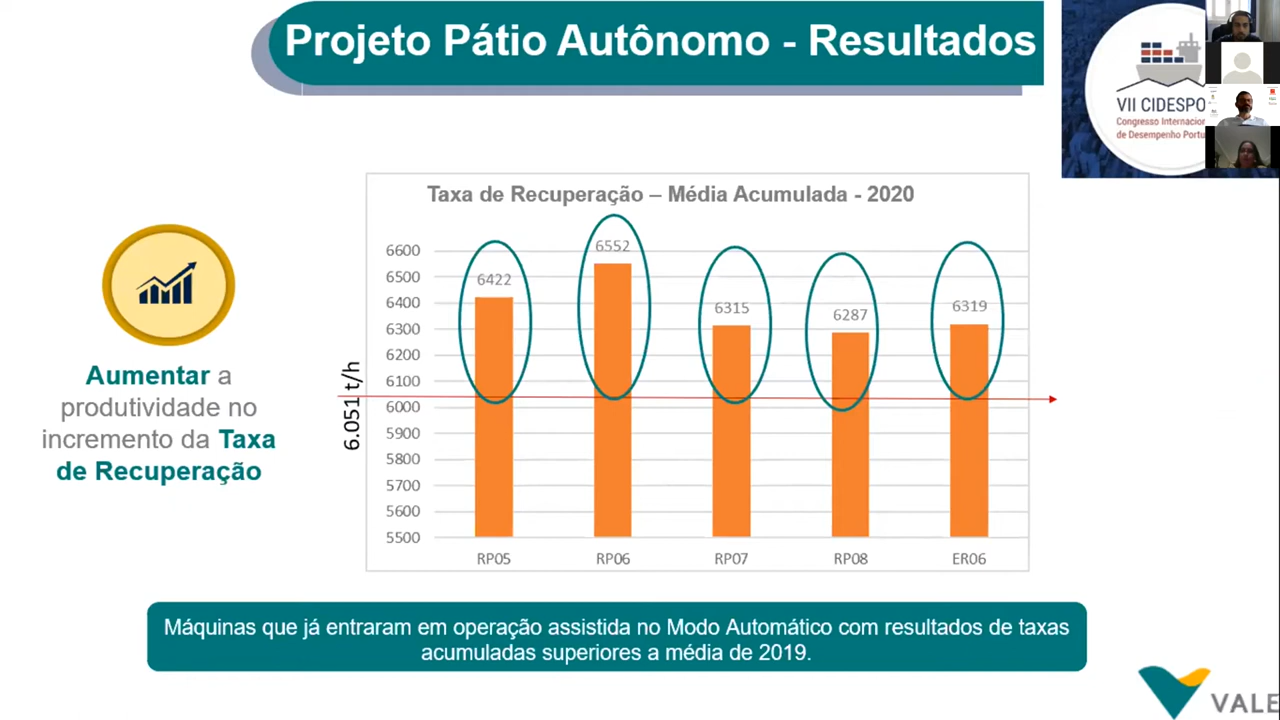 Projeto Pátio Autônomo - Resultados
VII CIDESPO
Congresso Internacion
de Desempenho Portu
Taxa de Recuperação – Média Acumulada - 2020
6600
6500
6400
6300
6200
6100
6000
5900
5800
5700
5600
5500
6422
6552
6315
6287
6319
6.051 t/h
RP05
RP06
RP07
RP08
ER06
Aumentar a
produtividade no
incremento da Taxa
de Recuperação
Máquinas que já entraram em operação assistida no Modo Automático com resultados de taxas
acumuladas superiores a média de 2019.
VALE